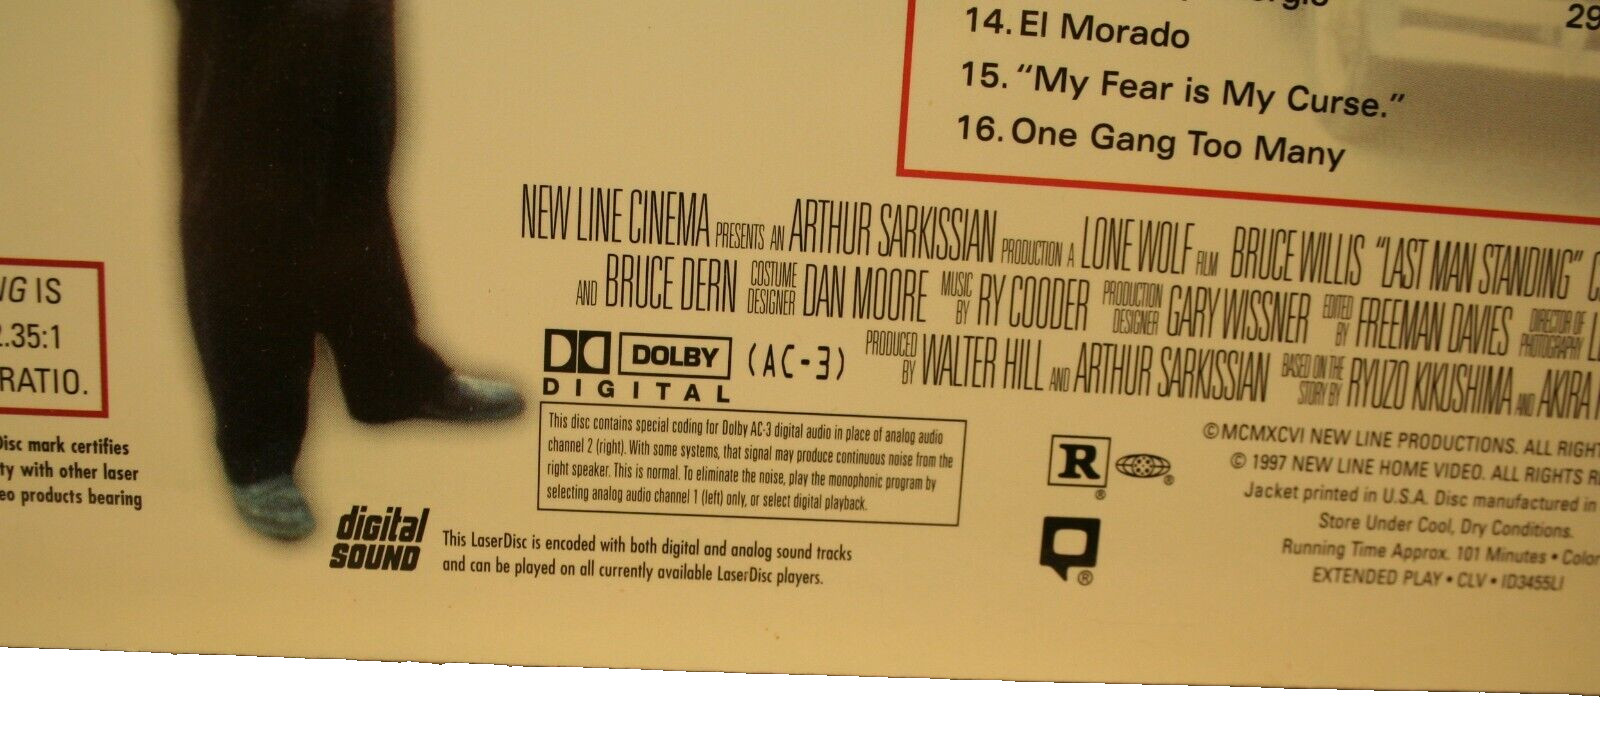 29
14. El Morado
15. "My Fear is My Curse."
16. One Gang Too Many
NEW LINE CINEMA PRESENTS AN ARTHUR SARKISSIAN PRODUCTION A LONE WOLF FILM BRUCE WILLIS "LAST MAN STANDING"
AND BRUCE DERN COSTUME DESIGNER DAN MOORE MUSIC BY RY COODER PRODUCTION DESIGNER GARY WISSNER EDITED BY FREEMAN DAVIES DIRECTOR OF PHOTOGRAPHY
PRODUCED BY WALTER HILL AND ARTHUR SARKISSIAN BASED ON THE STORY BY RYUZO KIKUSHIMA AND AKIRA
IS
2.35:1
RATIO.
Disc mark certifies
with other laser
products bearing
DOLBY (AC-3)
DIGITAL
This disc contains special coding for Dolby AC-3 digital audio in place of analog audio
channel 2 (right). With some systems, that signal may produce continuous noise from the
right speaker. This is normal. To eliminate the noise, play the monophonic program by
selecting analog audio channel 1 (left) only, or select digital playback.
digital
SOUND
This LaserDisc is encoded with both digital and analog sound tracks
and can be played on all currently available LaserDisc players.
R ®
®
®
©MCMXCVI NEW LINE PRODUCTIONS. ALL
© 1997 NEW LINE HOME VIDEO. ALL RIGHTS
Jacket printed in U.S.A. Disc manufactured in
Store Under Cool, Dry Conditions.
Running Time Approx. 101 Minutes • Color
EXTENDED PLAY • CLV • ID3455LI